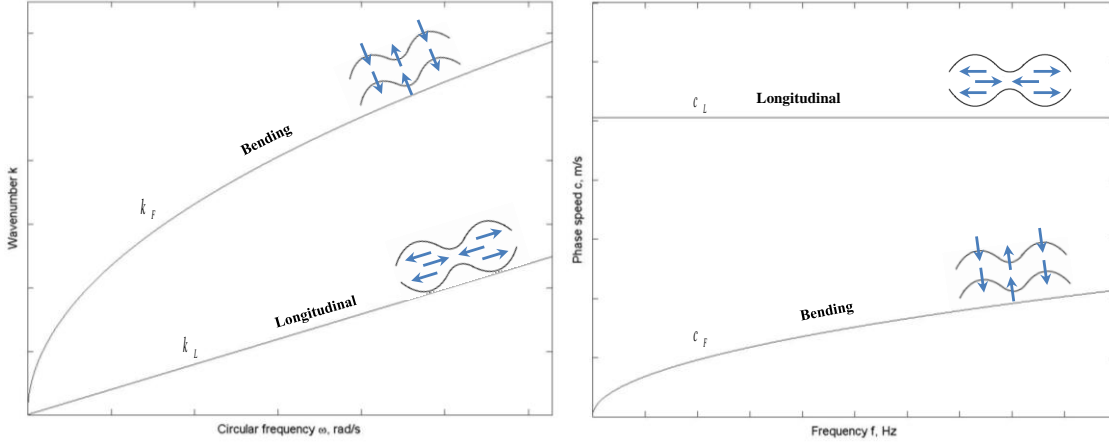 Wavenumber k
Bending
k F
Longitudinal
k L
Circular frequency ω, rad/s
Phase speed c, m/s
c L
Longitudinal
Bending
c F
Frequency f, Hz